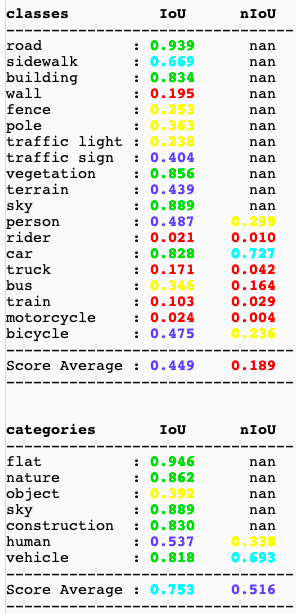 classes IoU nIoU
--------------------------------
road : 0.939 nan
sidewalk : 0.669 nan
building : 0.834 nan
wall : 0.195 nan
fence : 0.253 nan
pole : 0.363 nan
traffic light : 0.238 nan
traffic sign : 0.404 nan
vegetation : 0.856 nan
terrain : 0.439 nan
sky : 0.889 nan
person : 0.487 0.299
rider : 0.021 0.010
car : 0.828 0.727
truck : 0.171 0.042
bus : 0.346 0.164
train : 0.103 0.029
motorcycle : 0.024 0.004
bicycle : 0.475 0.236
--------------------------------
Score Average : 0.449 0.189
--------------------------------
categories IoU nIoU
--------------------------------
flat : 0.946 nan
nature : 0.862 nan
object : 0.392 nan
sky : 0.889 nan
construction : 0.830 nan
human : 0.537 0.338
vehicle : 0.818 0.693
--------------------------------
Score Average : 0.753 0.516
--------------------------------